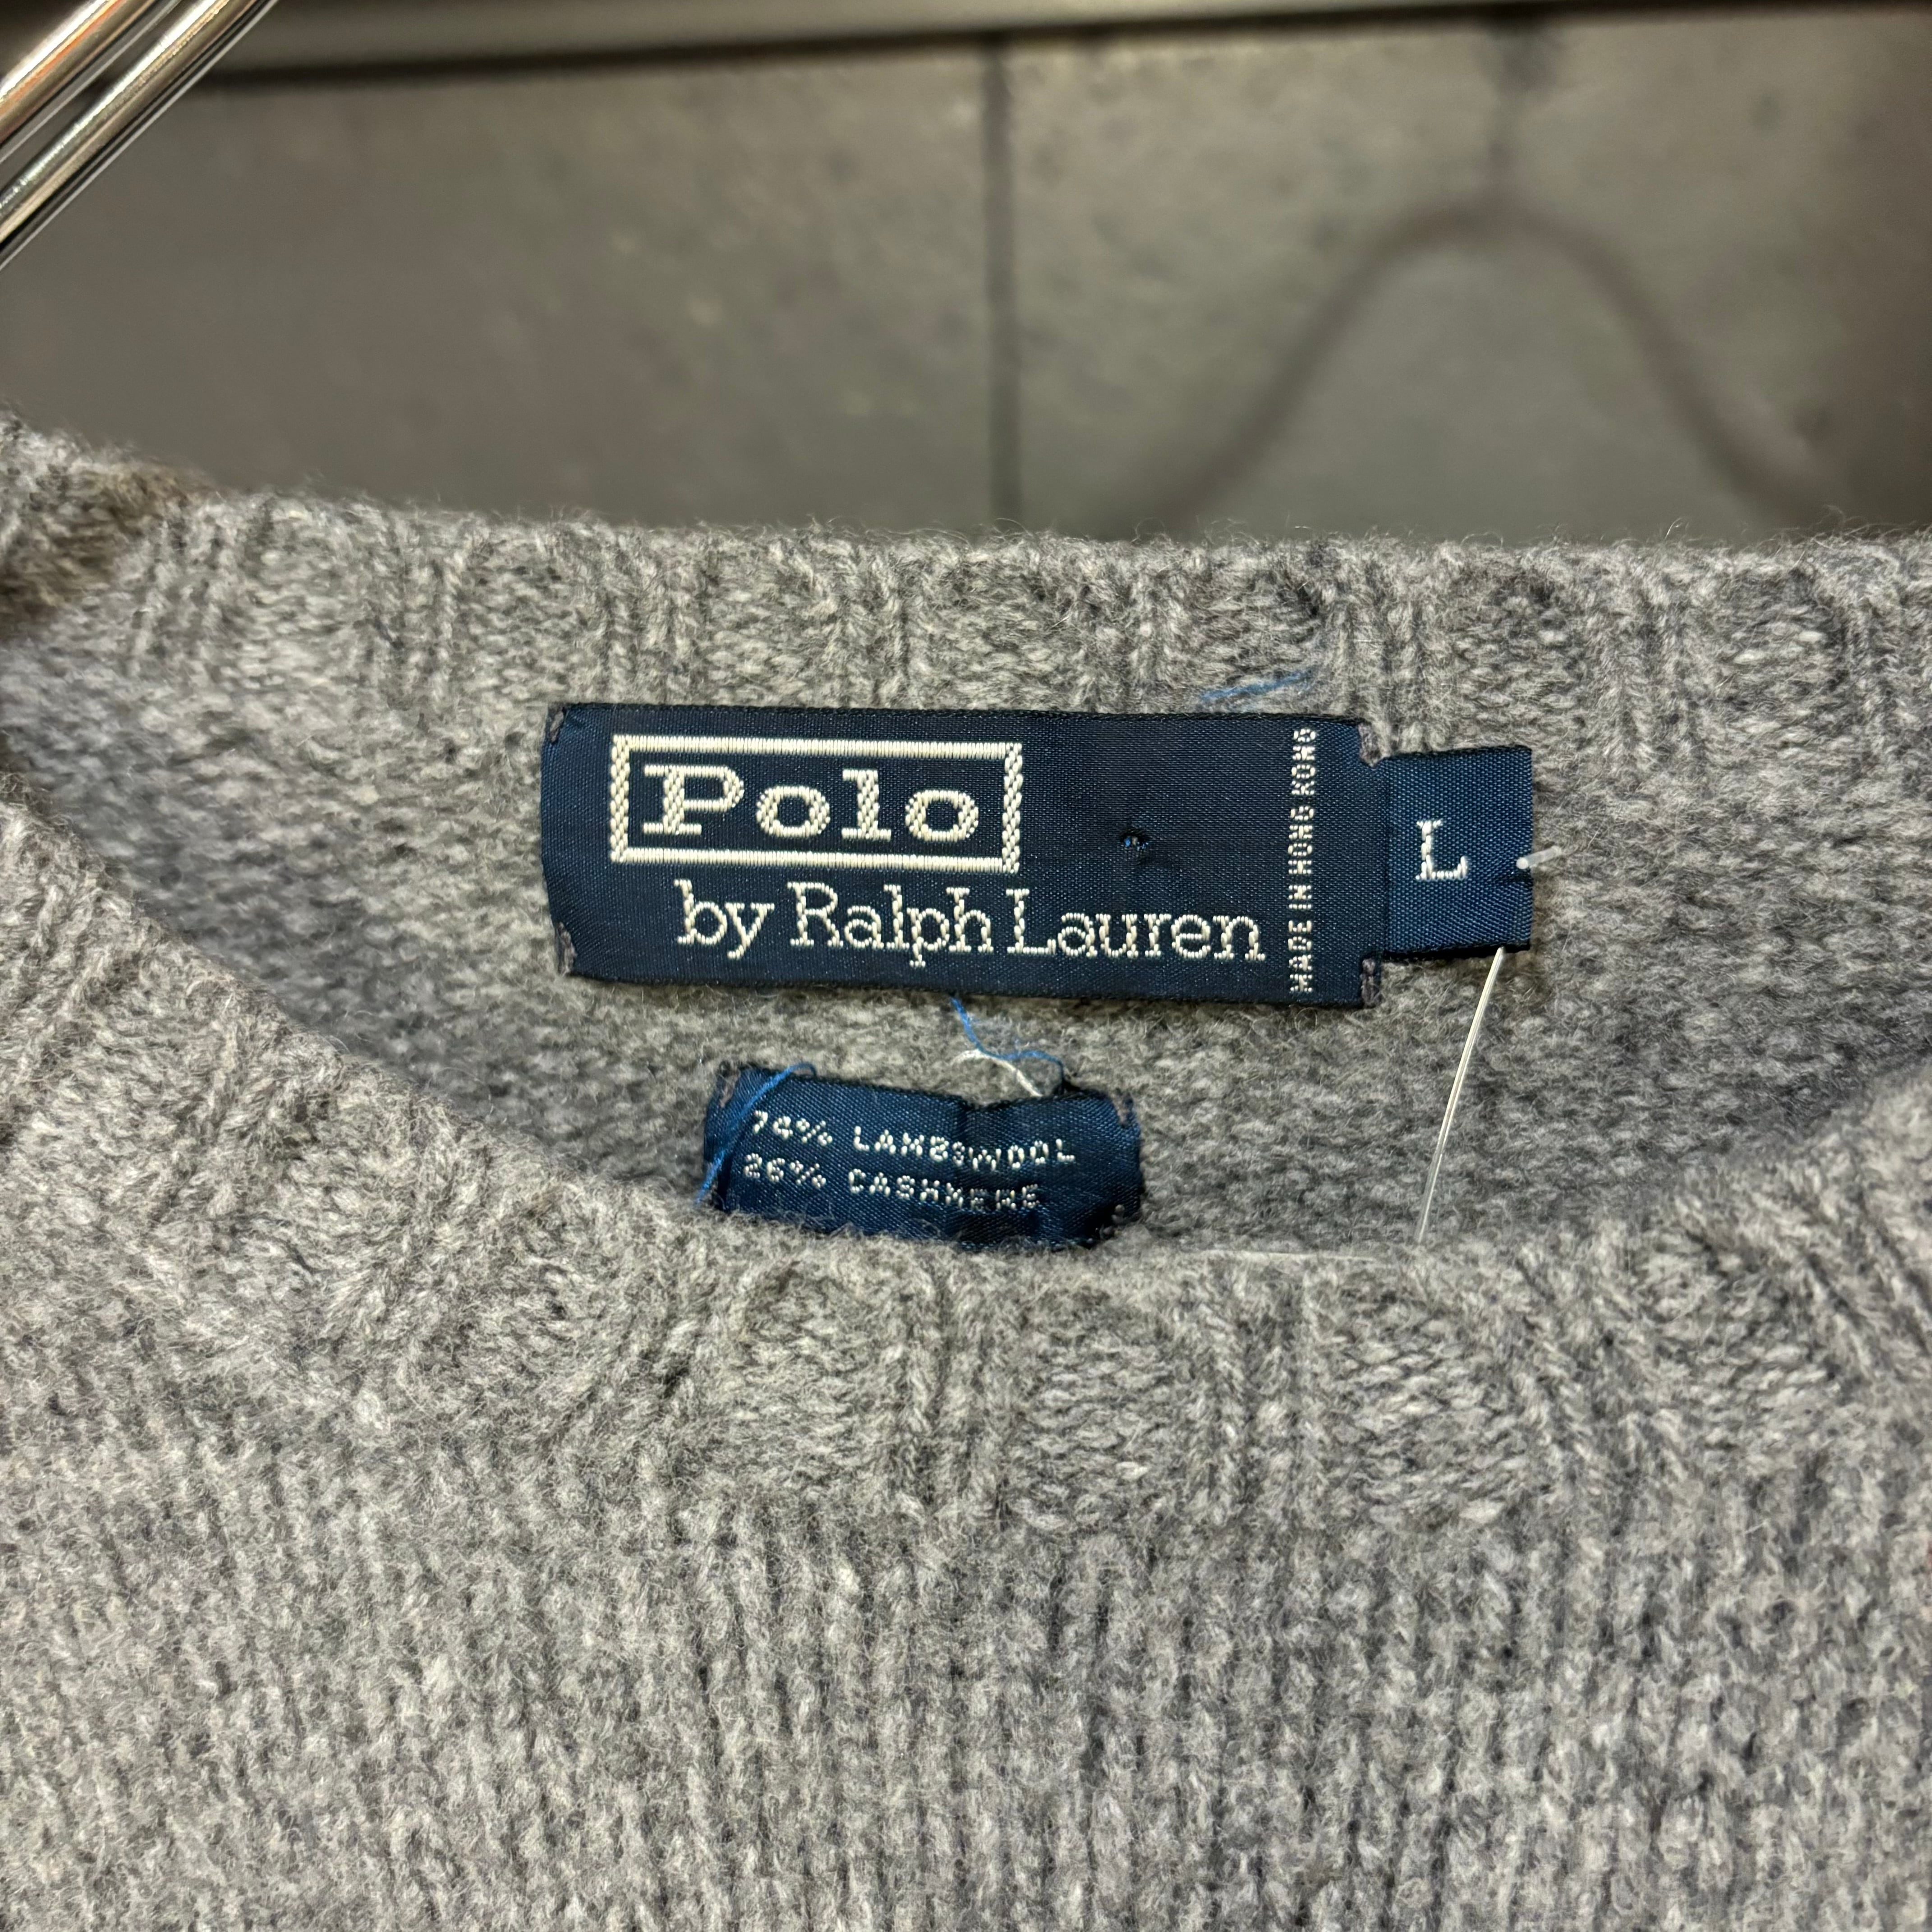 Polo
by Ralph Lauren
MADE IN HONG KONG
L
74% LAMBSWOOL
26% CASHMERE